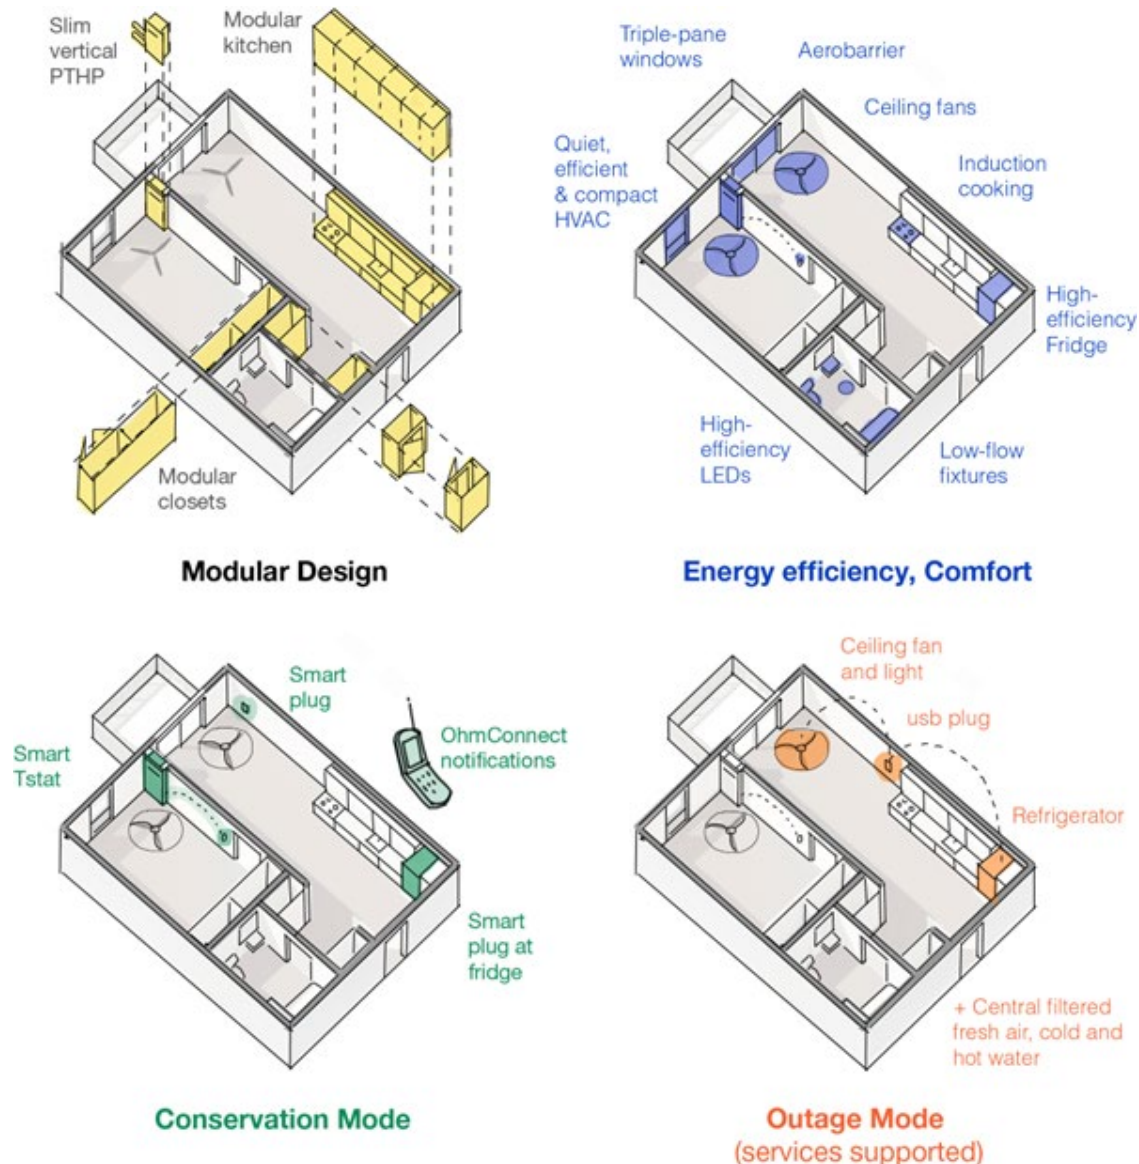 Slim
vertical
PTHP
Modular
kitchen
Modular
closets
Modular Design
Triple-pane
windows
Aerobarrier
Ceiling fans
Quiet,
efficient
& compact
HVAC
Induction
cooking
High-
efficiency
Fridge
High-
efficiency
LEDs
Low-flow
fixtures
Energy efficiency, Comfort
Smart
plug
OhmConnect
notifications
Smart
Tstat
Smart
plug at
fridge
Conservation Mode
Ceiling fan
and light
usb plug
Refrigerator
+ Central filtered
fresh air, cold and
hot water
Outage Mode
(services supported)